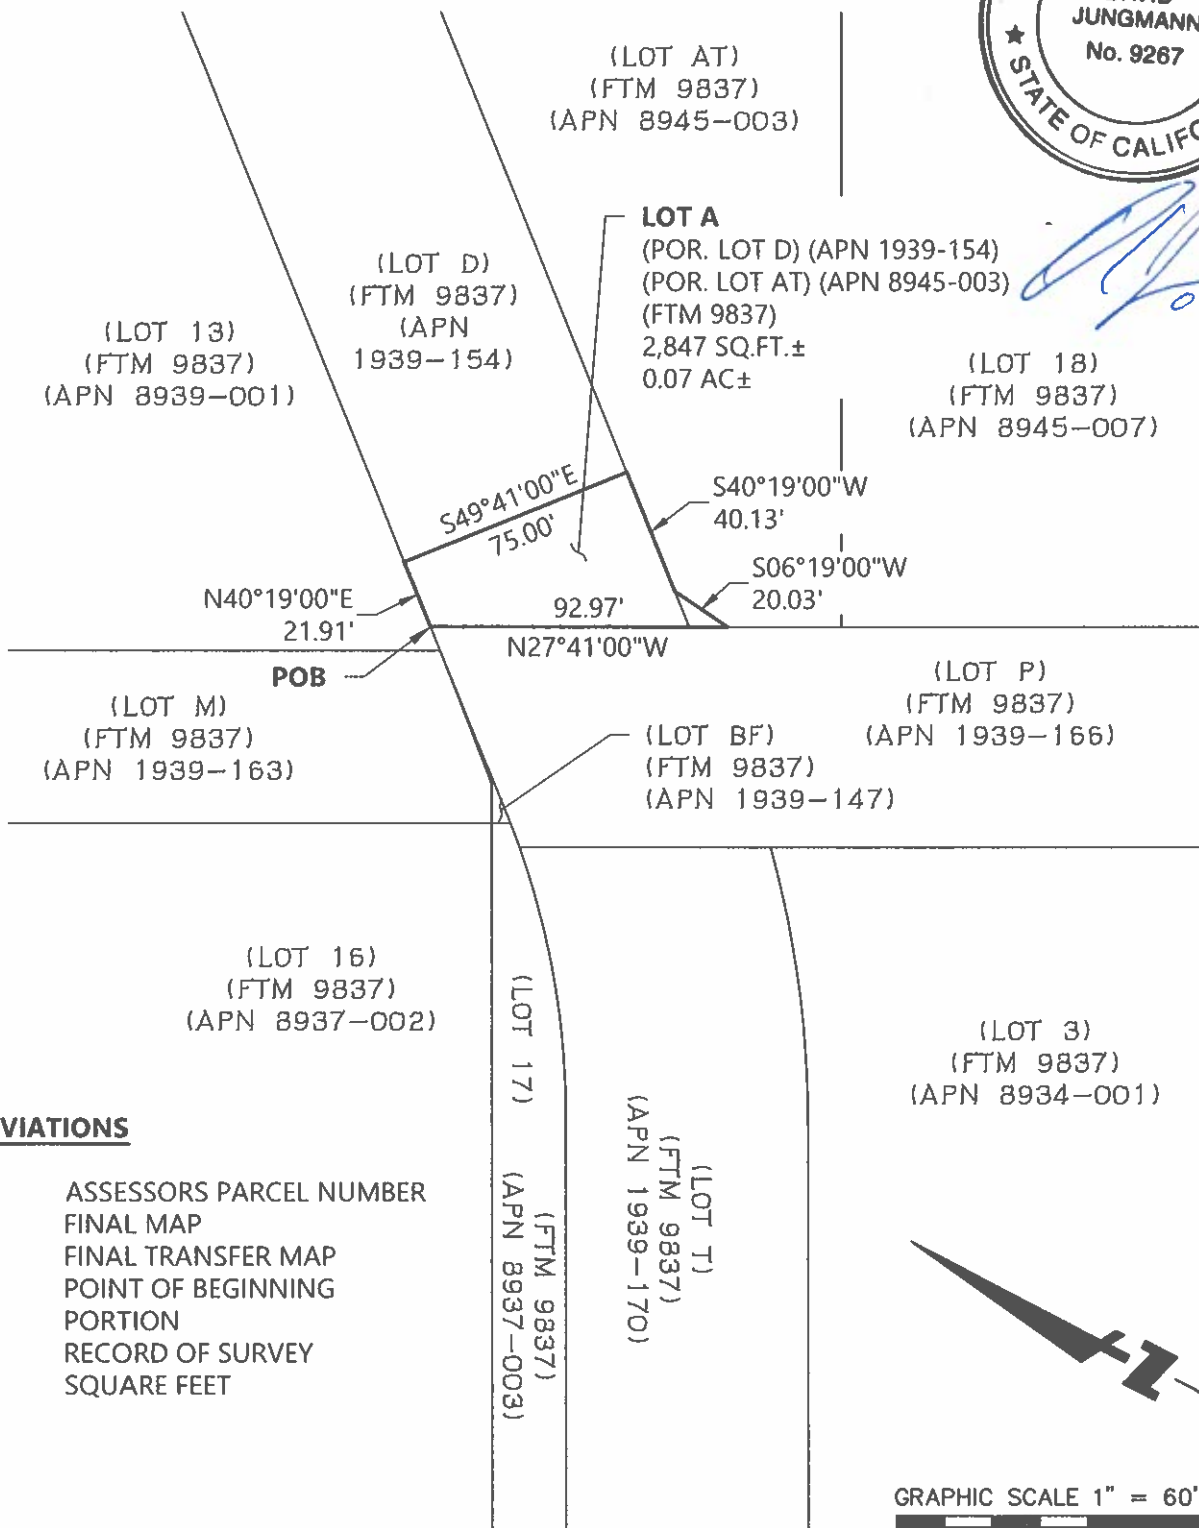 JUNGMANN
No. 9267
★ STATE OF
(LOT AT)
(FTM 9837)
(APN 8945-003)
LOT A
(POR. LOT D) (APN 1939-154)
(POR. LOT AT) (APN 8945-003)
(FTM 9837)
2,847 SQ.FT.±
0.07 AC±
(LOT D)
(FTM 9837)
(APN
1939-154)
(LOT 13)
(FTM 9837)
(APN 8939-001)
(LOT 18)
(FTM 9837)
(APN 8945-007)
S49°41'00"E
75.00'
S40°19'00"W
40.13'
S06°19'00"W
20.03'
N40°19'00"E
21.91'
92.97'
N27°41'00"W
POB
(LOT M)
(FTM 9837)
(APN 1939-163)
(LOT P)
(FTM 9837)
(APN 1939-166)
(LOT BF)
(FTM 9837)
(APN 1939-147)
(LOT 16)
(FTM 9837)
(APN 8937-002)
(LOT 17)
(FTM 9837)
(APN 8937-003)
(LOT T)
(FTM 9837)
(APN 1939-170)
(LOT 3)
(FTM 9837)
(APN 8934-001)
VIATIONS
ASSESSORS PARCEL NUMBER
FINAL MAP
FINAL TRANSFER MAP
POINT OF BEGINNING
PORTION
RECORD OF SURVEY
SQUARE FEET
Z
GRAPHIC SCALE 1" = 60'